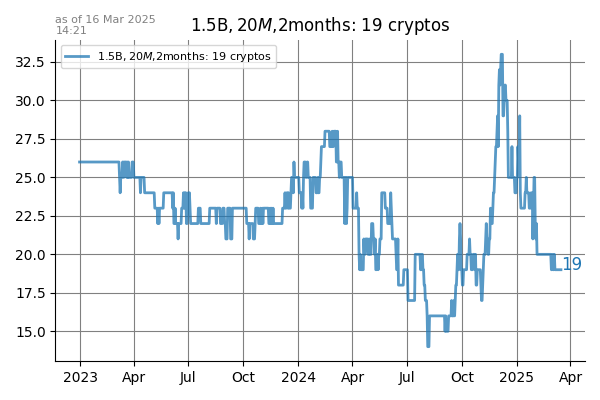 as of 16 Mar 2025
14:21
1.5B, 20M,2months: 19 cryptos
1.5B, 20M,2months: 19 cryptos
32.5
30.0
27.5
25.0
22.5
20.0
17.5
15.0
19
2023 Apr Jul Oct 2024 Apr Jul Oct 2025 Apr